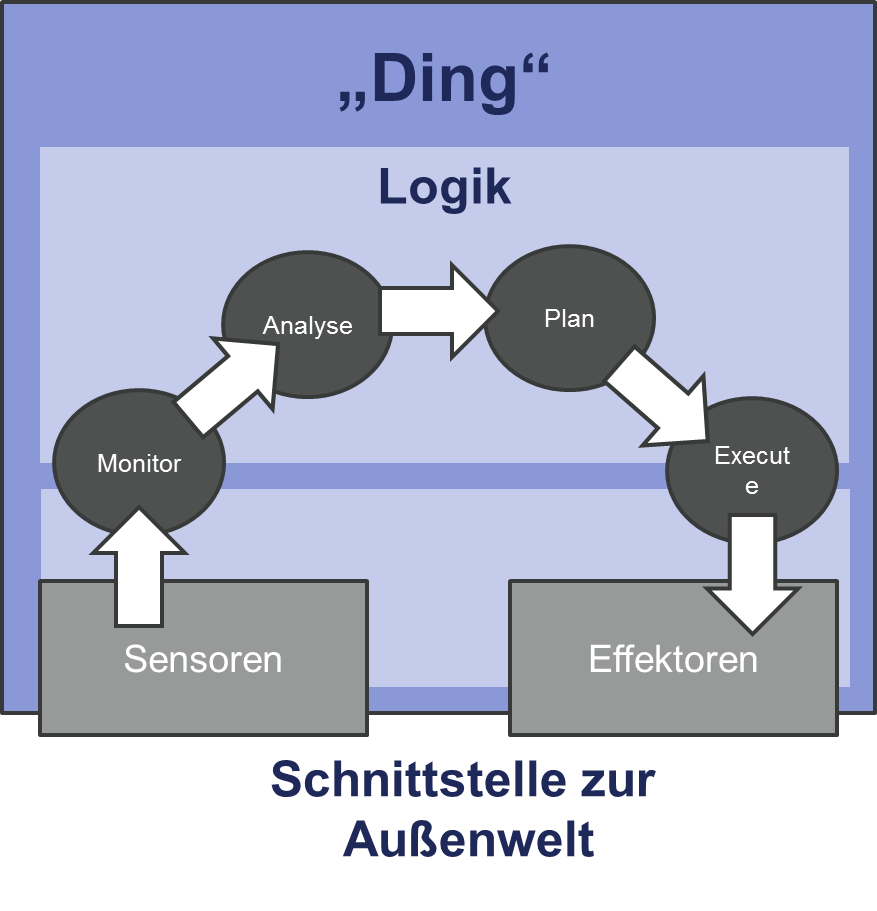 „Ding“
Logik
Analyse
Plan
Monitor
Execut
e
Sensoren
Effektoren
Schnittstelle zur
Außenwelt